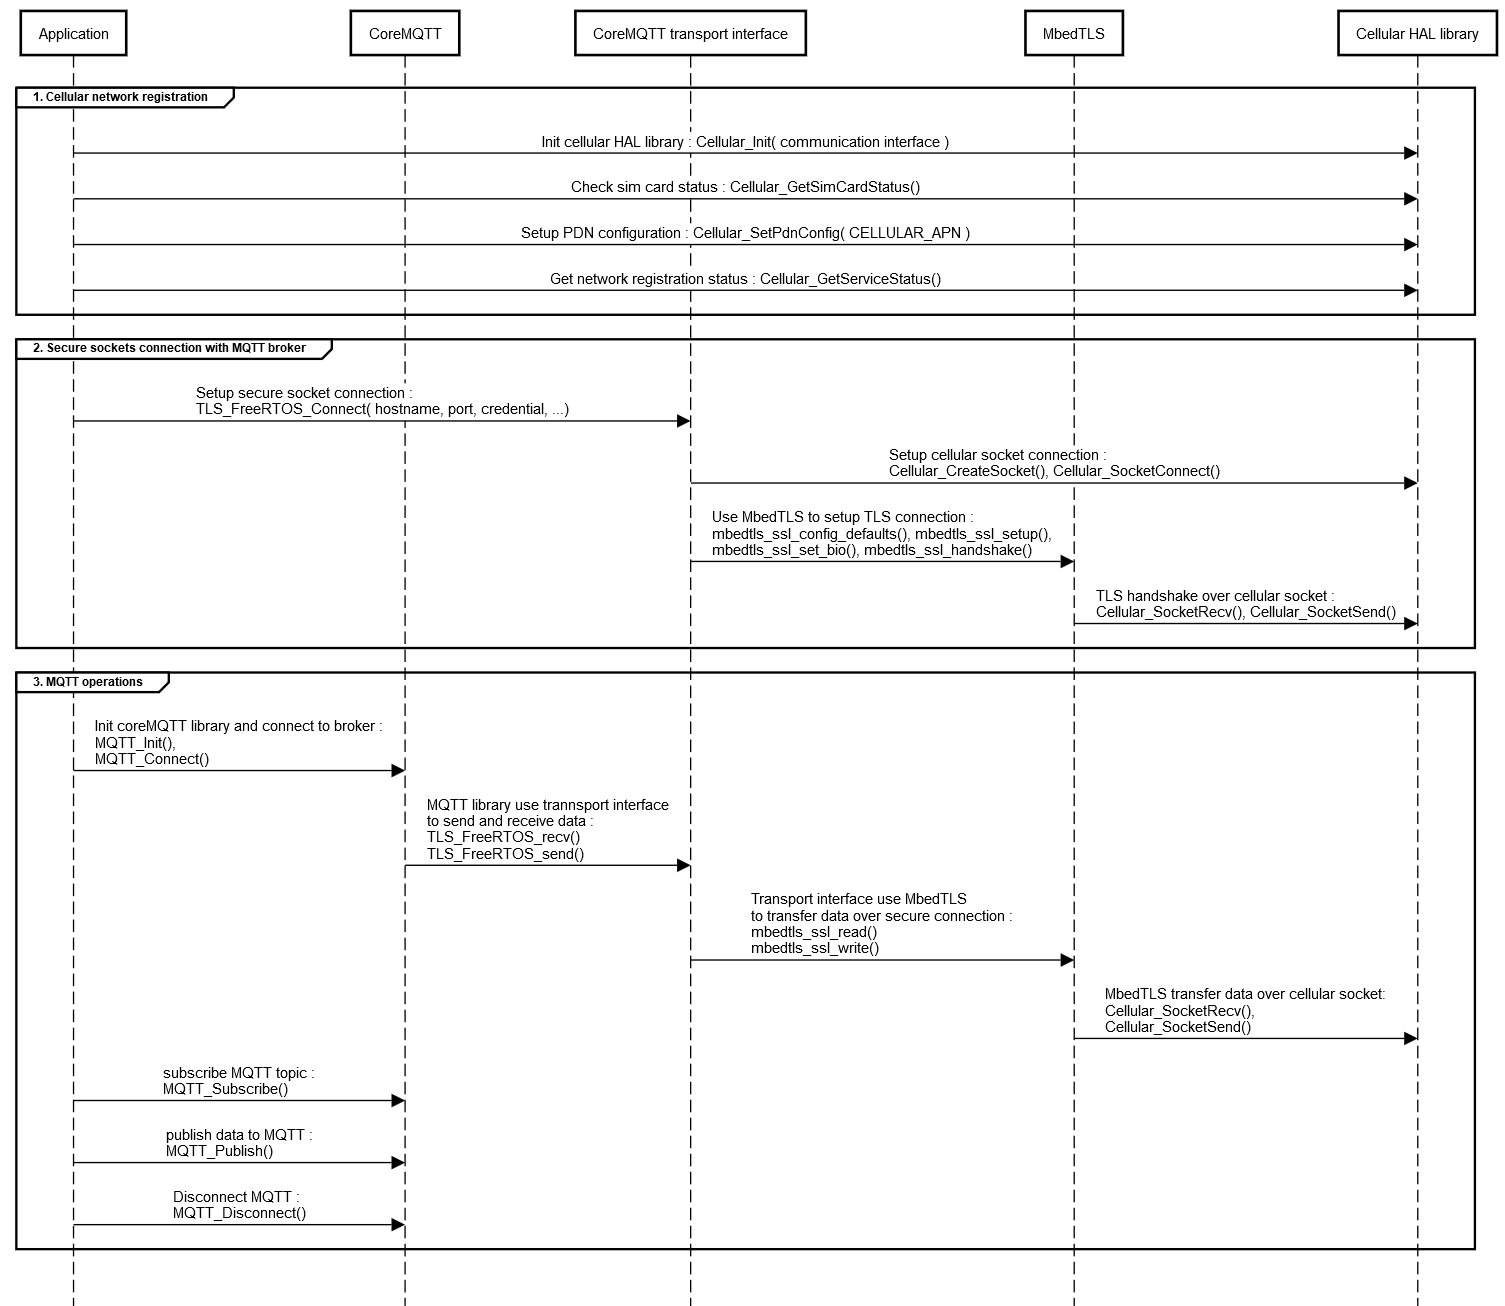 Application
CoreMQTT
CoreMQTT transport interface
MbedTLS
Cellular HAL library
1. Cellular network registration
Init cellular HAL library : Cellular_Init( communication interface )
Check sim card status : Cellular_GetSimCardStatus()
Setup PDN configuration : Cellular_SetPdnConfig( CELLULAR_APN )
Get network registration status : Cellular_GetServiceStatus()
2. Secure sockets connection with MQTT broker
Setup secure socket connection :
TLS_FreeRTOS_Connect( hostname, port, credential, ...)
Setup cellular socket connection :
Cellular_CreateSocket(), Cellular_SocketConnect()
Use MbedTLS to setup TLS connection :
mbedtls_ssl_config_defaults(), mbedtls_ssl_setup(),
mbedtls_ssl_set_bio(), mbedtls_ssl_handshake()
TLS handshake over cellular socket :
Cellular_SocketRecv(), Cellular_SocketSend()
3. MQTT operations
Init coreMQTT library and connect to broker :
MQTT_Init(),
MQTT_Connect()
MQTT library use trannsport interface
to send and receive data :
TLS_FreeRTOS_recv()
TLS_FreeRTOS_send()
Transport interface use MbedTLS
to transfer data over secure connection :
mbedtls_ssl_read()
mbedtls_ssl_write()
MbedTLS transfer data over cellular socket:
Cellular_SocketRecv(),
Cellular_SocketSend()
subscribe MQTT topic :
MQTT_Subscribe()
publish data to MQTT :
MQTT_Publish()
Disconnect MQTT :
MQTT_Disconnect()